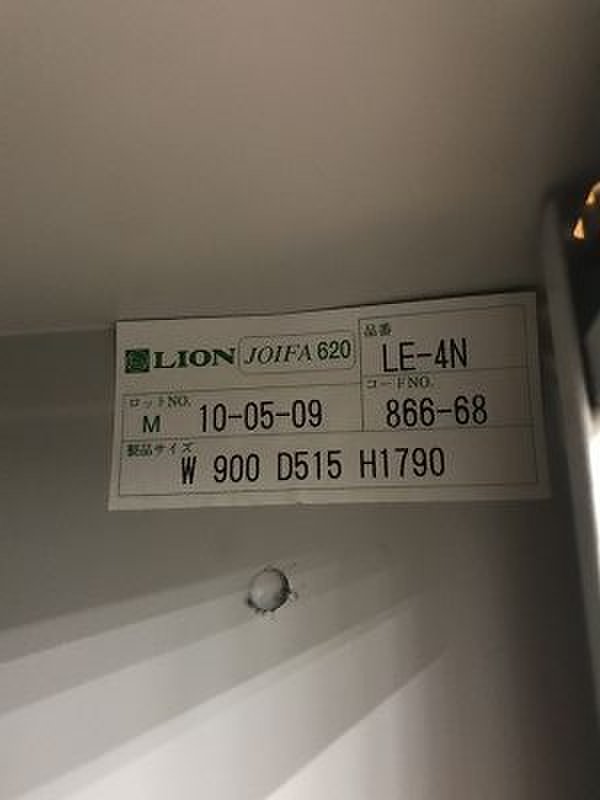 LION JOIFA 620
品番
LE-4N
ロットNO.
M 10-05-09
コードNO.
866-68
製品サイズ
W 900 D515 H1790